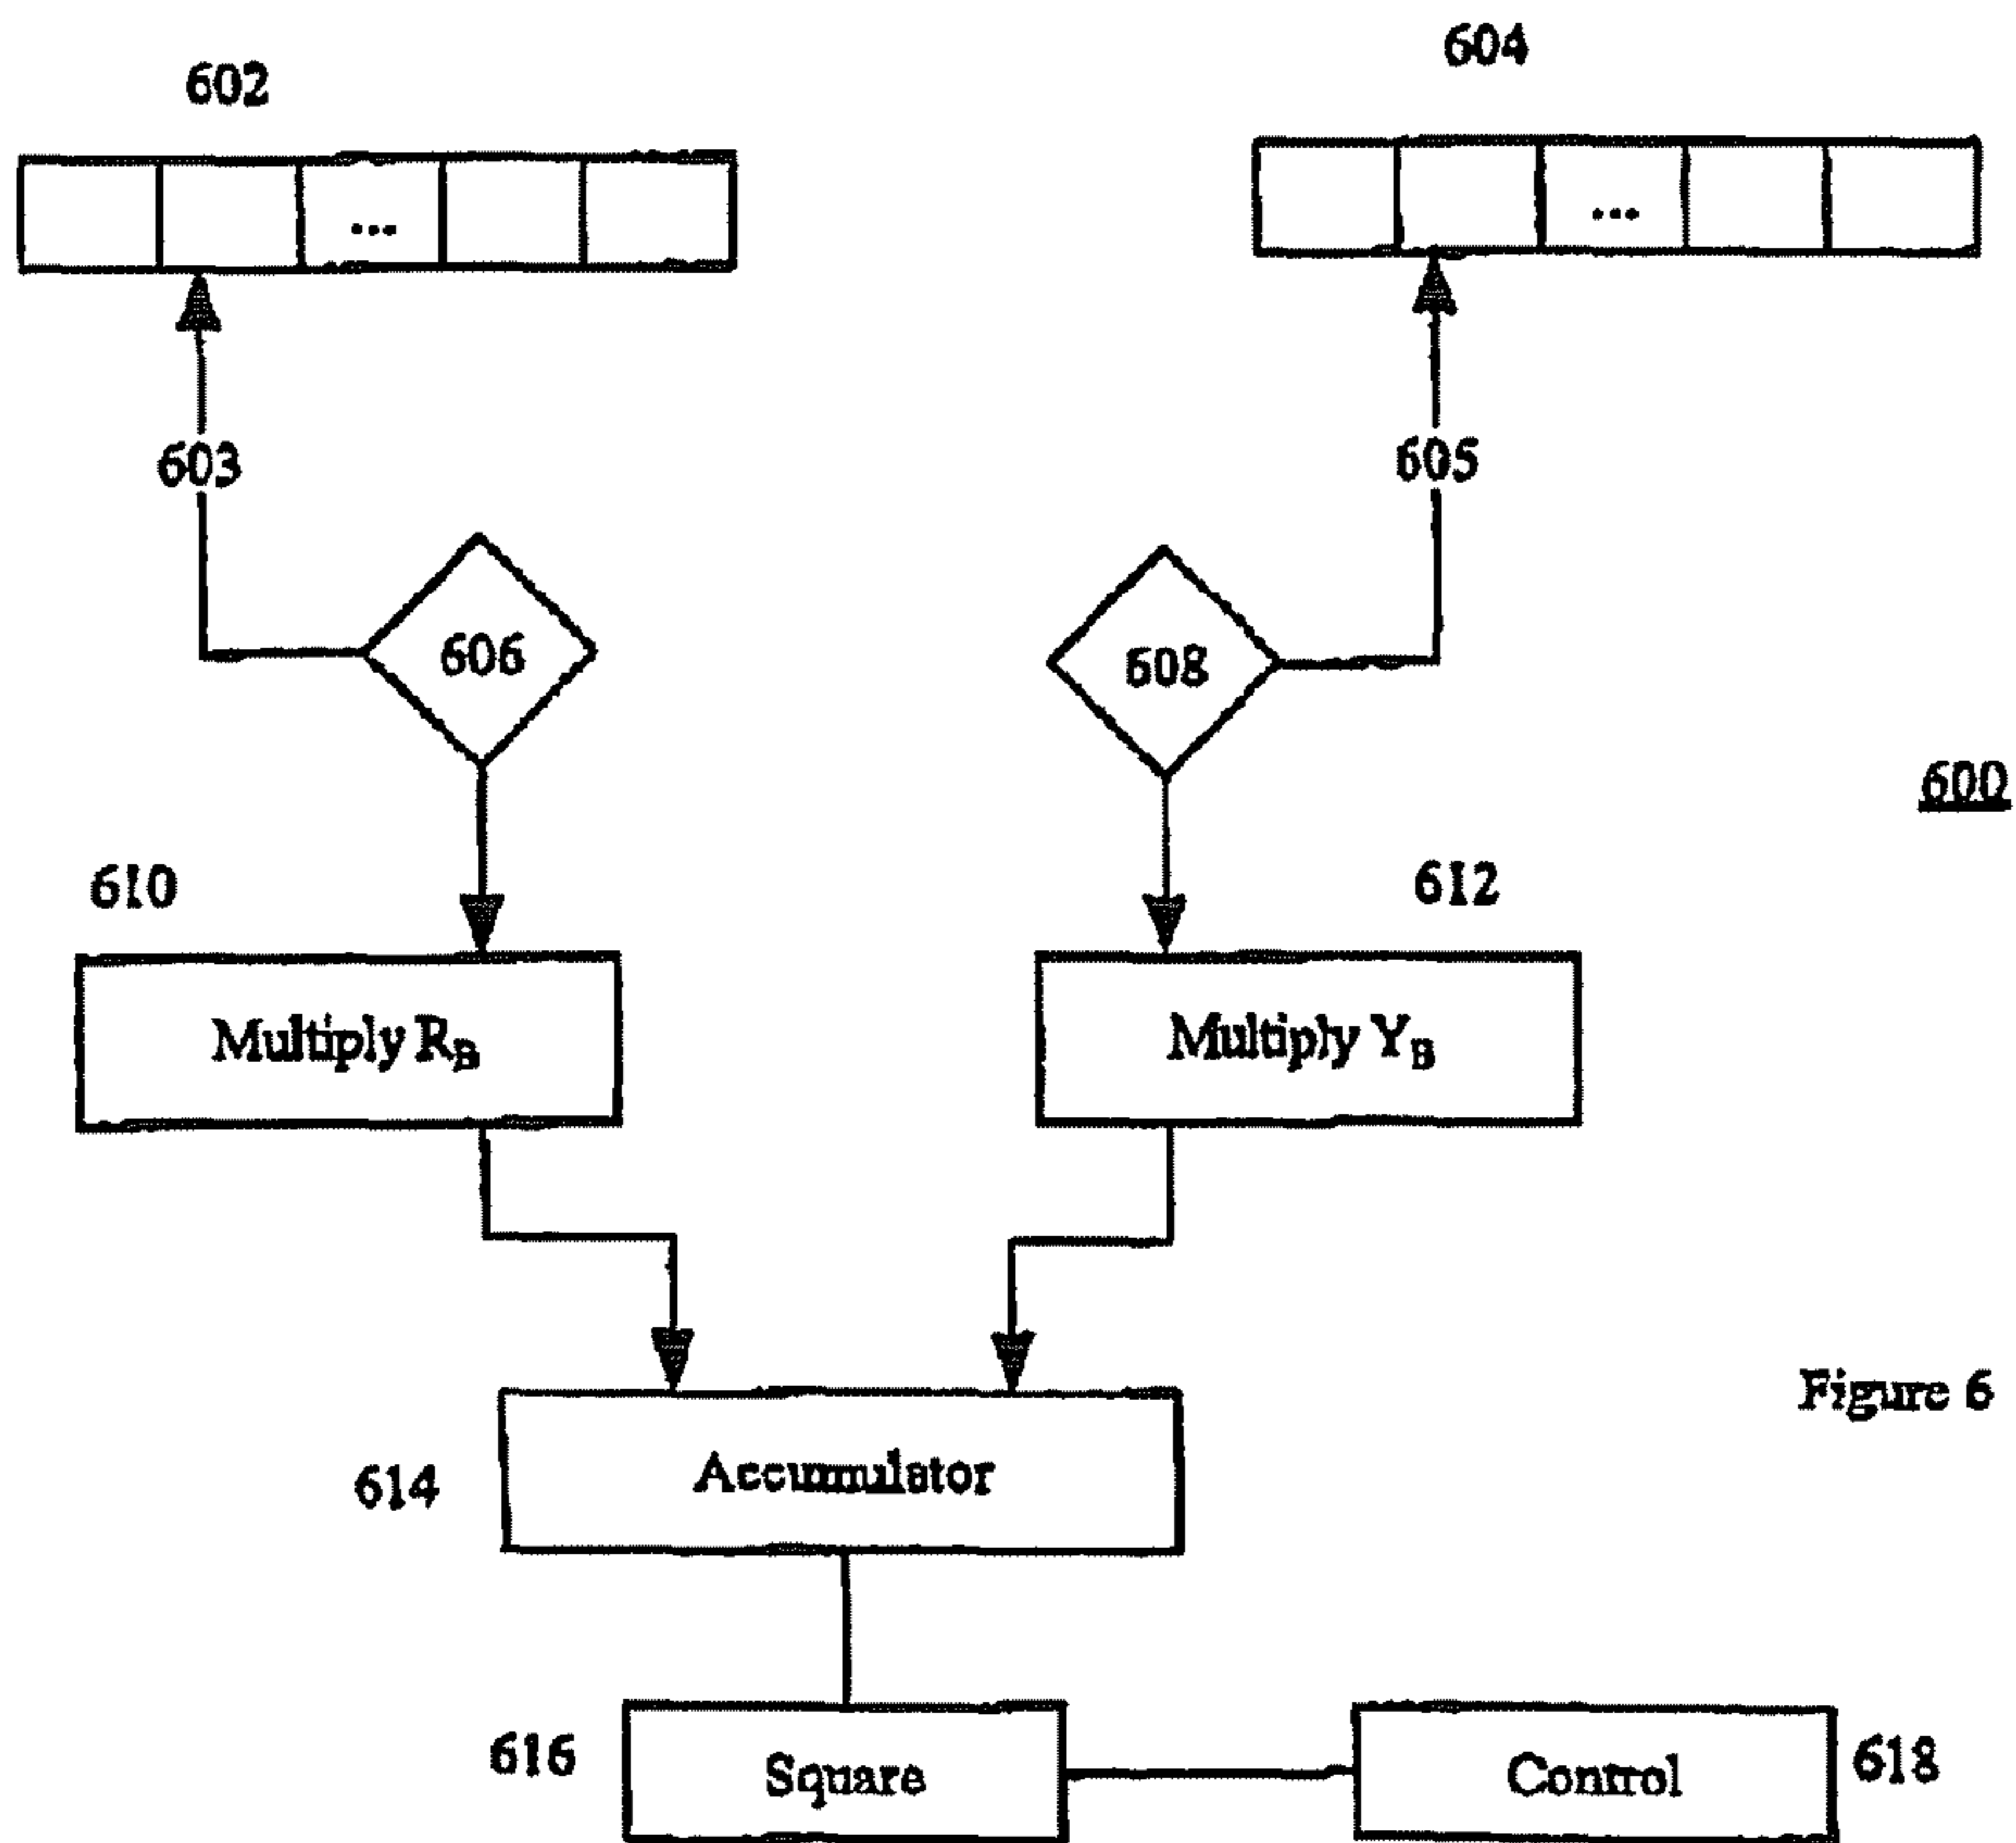 604
602
...
...
603
605
606
608
600
610
612
Multiply R_B
Multiply Y_B
Figure 6
614
Accumulator
616
Square
Control
618